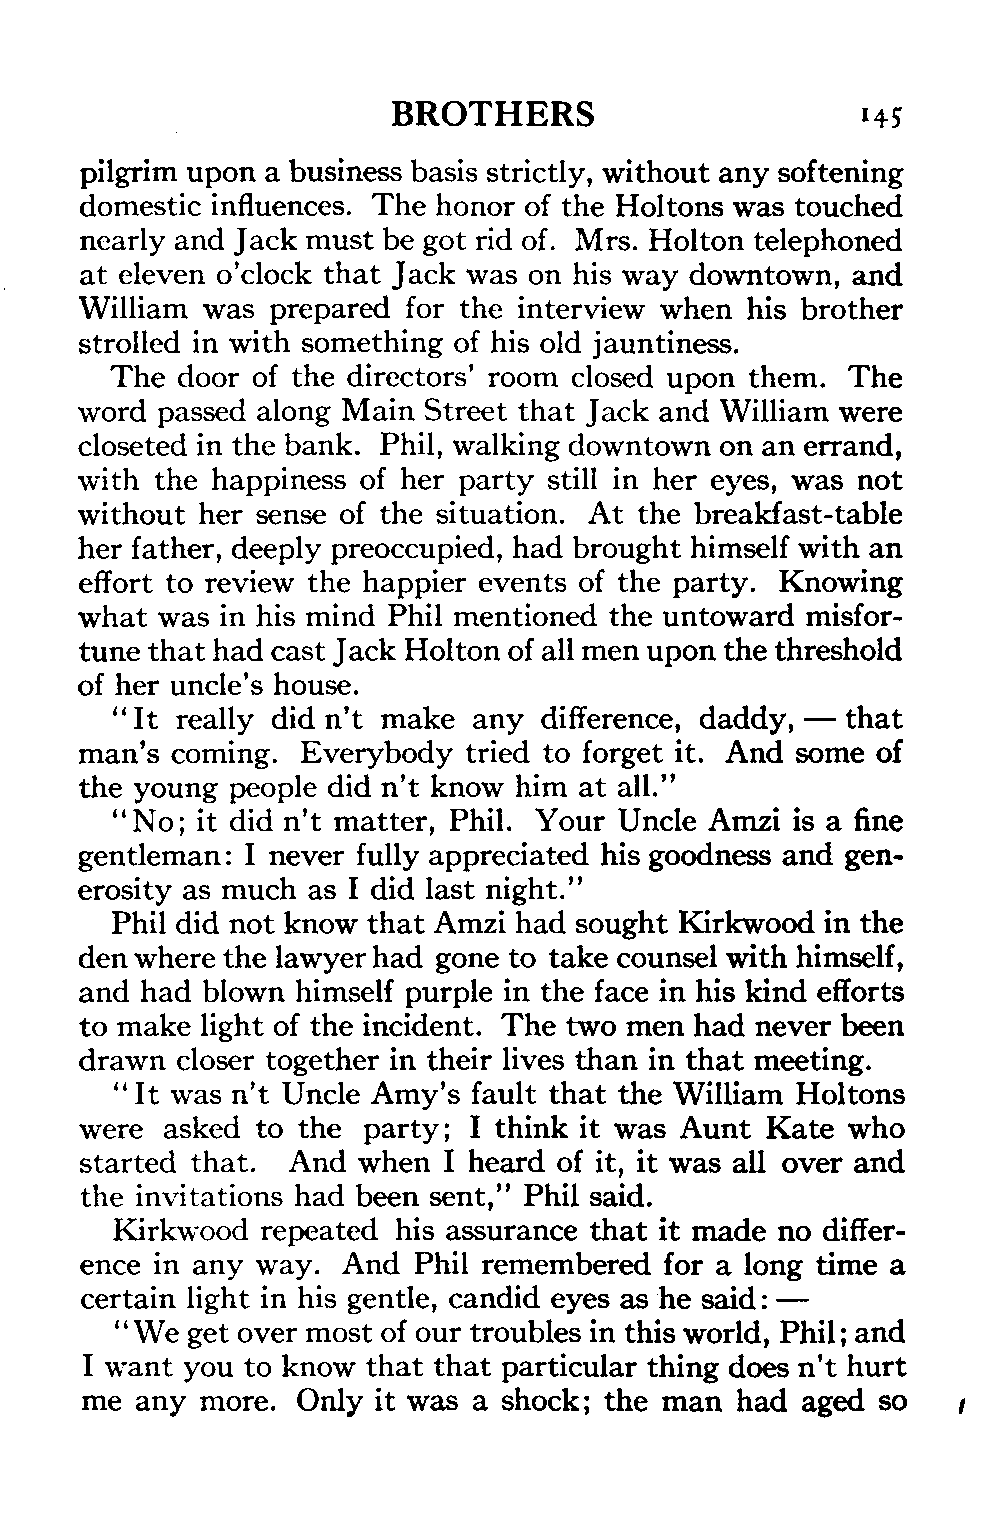 BROTHERS 145
pilgrim upon a business basis strictly, without any softening
domestic influences. The honor of the Holtons was touched
nearly and Jack must be got rid of. Mrs. Holton telephoned
at eleven o'clock that Jack was on his way downtown, and
William was prepared for the interview when his brother
strolled in with something of his old jauntiness.
The door of the directors' room closed upon them. The
word passed along Main Street that Jack and William were
closeted in the bank. Phil, walking downtown on an errand,
with the happiness of her party still in her eyes, was not
without her sense of the situation. At the breakfast-table
her father, deeply preoccupied, had brought himself with an
effort to review the happier events of the party. Knowing
what was in his mind Phil mentioned the untoward misfor-
tune that had cast Jack Holton of all men upon the threshold
of her uncle's house.
"It really did n't make any difference, daddy, — that
man's coming. Everybody tried to forget it. And some of
the young people did n't know him at all."
"No; it did n't matter, Phil. Your Uncle Amzi is a fine
gentleman: I never fully appreciated his goodness and gen-
erosity as much as I did last night."
Phil did not know that Amzi had sought Kirkwood in the
den where the lawyer had gone to take counsel with himself,
and had blown himself purple in the face in his kind efforts
to make light of the incident. The two men had never been
drawn closer together in their lives than in that meeting.
"It was n't Uncle Amy's fault that the William Holtons
were asked to the party; I think it was Aunt Kate who
started that. And when I heard of it, it was all over and
the invitations had been sent," Phil said.
Kirkwood repeated his assurance that it made no differ-
ence in any way. And Phil remembered for a long time a
certain light in his gentle, candid eyes as he said: —
"We get over most of our troubles in this world, Phil; and
I want you to know that that particular thing does n't hurt
me any more. Only it was a shock; the man had aged so